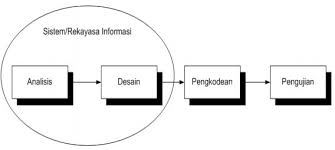 Sistem/Rekayasa Informasi
Analisis
Desain
Pengkodean
Pengujian